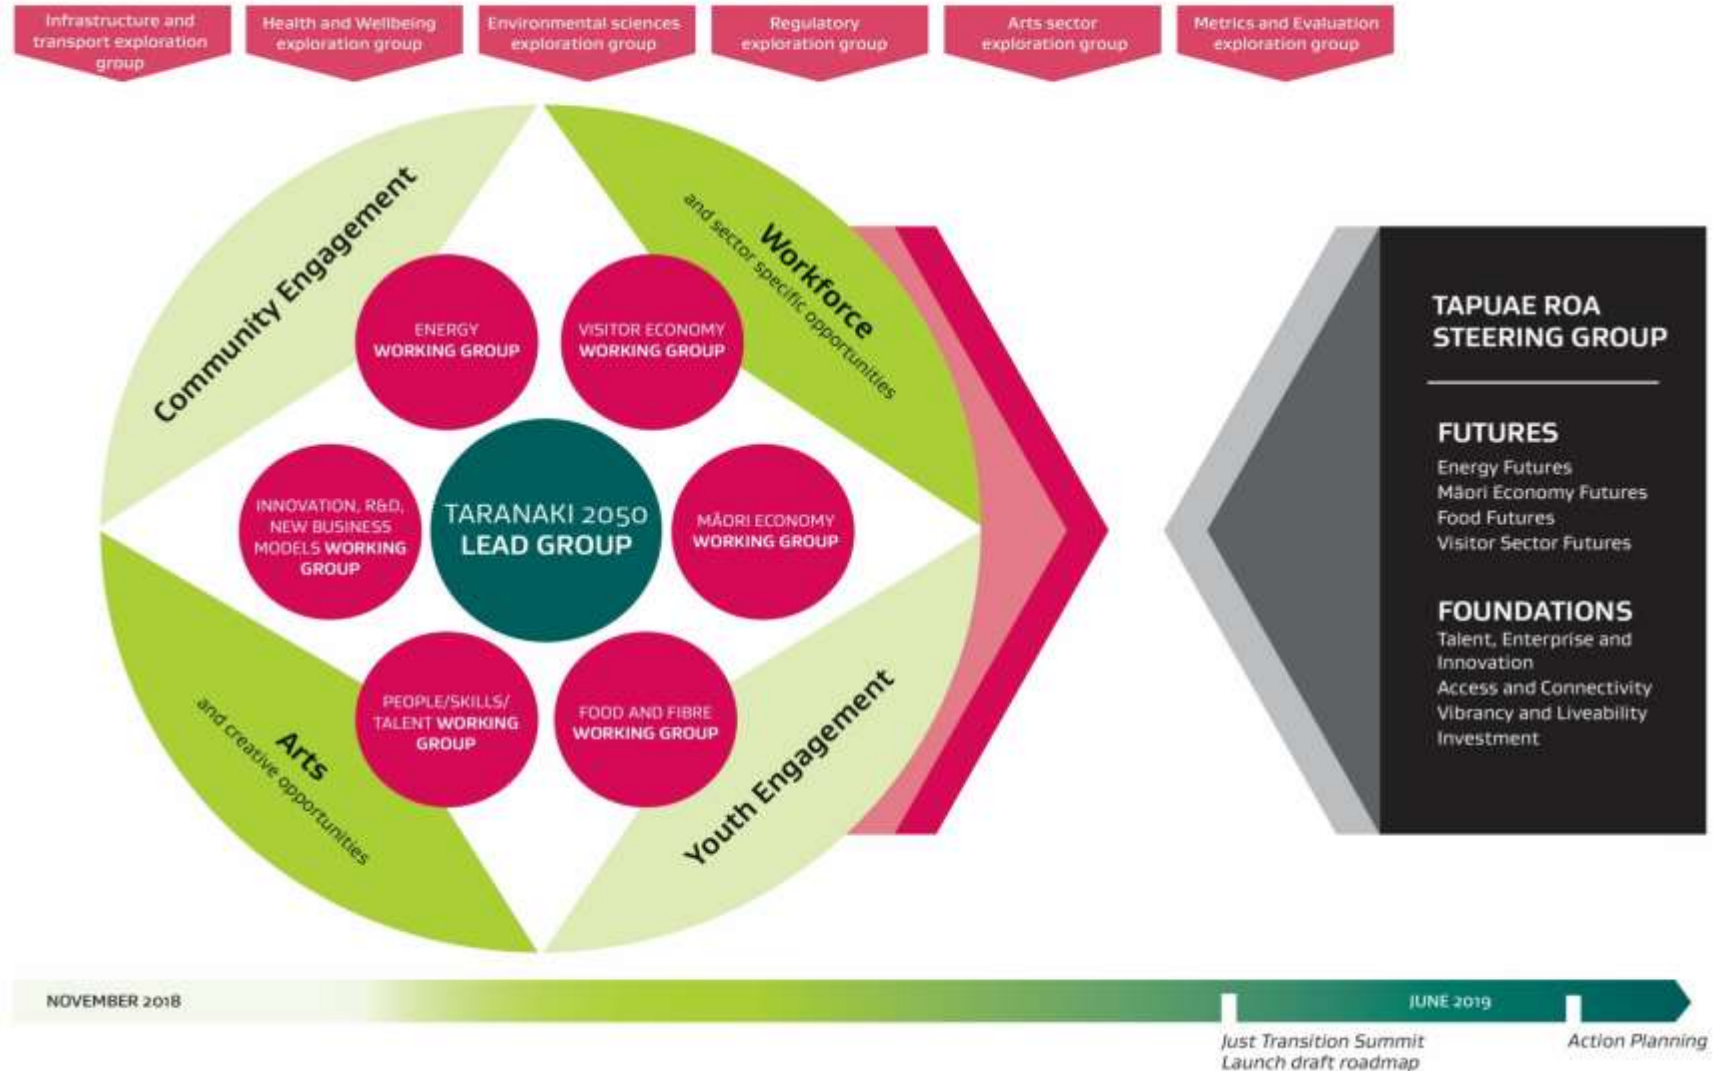 Infrastructure and
transport exploration
group
Health and Wellbeing
exploration group
Environmental sciences
exploration group
Regulatory
exploration group
Arts sector
exploration group
Metrics and Evaluation
exploration group
Community Engagement
Workforce
and sector specific opportunities
ENERGY
WORKING GROUP
VISITOR ECONOMY
WORKING GROUP
INNOVATION, R&D,
NEW BUSINESS
MODELS WORKING
GROUP
TARANAKI 2050
LEAD GROUP
MĀORI ECONOMY
WORKING GROUP
PEOPLE/SKILLS/
TALENT WORKING
GROUP
FOOD AND FIBRE
WORKING GROUP
Arts
and creative opportunities
Youth Engagement
TAPUAE ROA
STEERING GROUP
FUTURES
Energy Futures
Māori Economy Futures
Food Futures
Visitor Sector Futures
FOUNDATIONS
Talent, Enterprise and
Innovation
Access and Connectivity
Vibrancy and Liveability
Investment
NOVEMBER 2018
JUNE 2019
Just Transition Summit
Launch draft roadmap
Action Planning